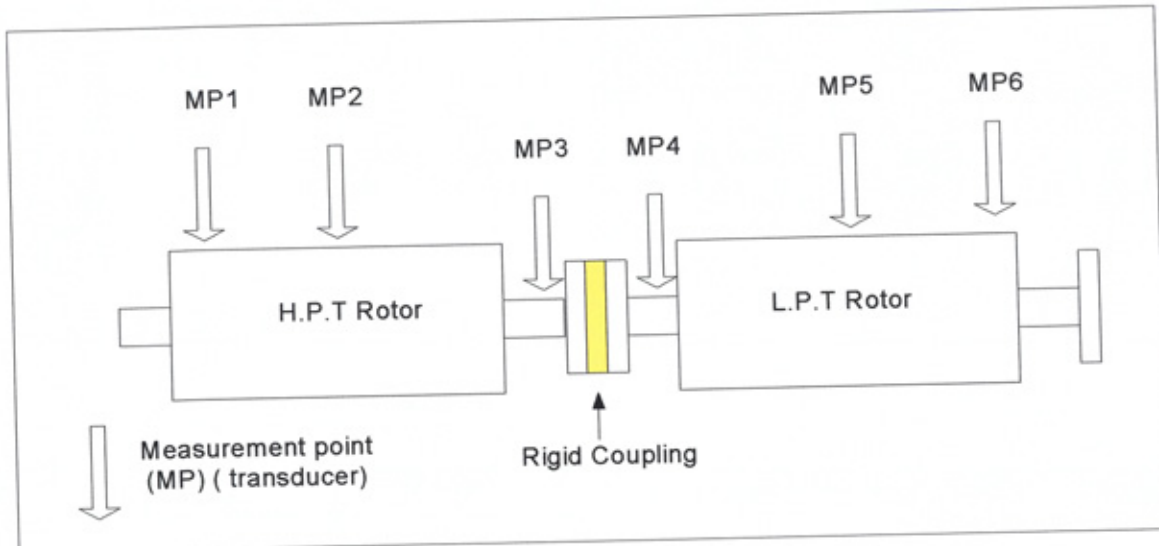 MP1
MP2
MP3
MP4
MP5
MP6
H.P.T Rotor
L.P.T Rotor
Measurement point
(MP) ( transducer)
Rigid Coupling